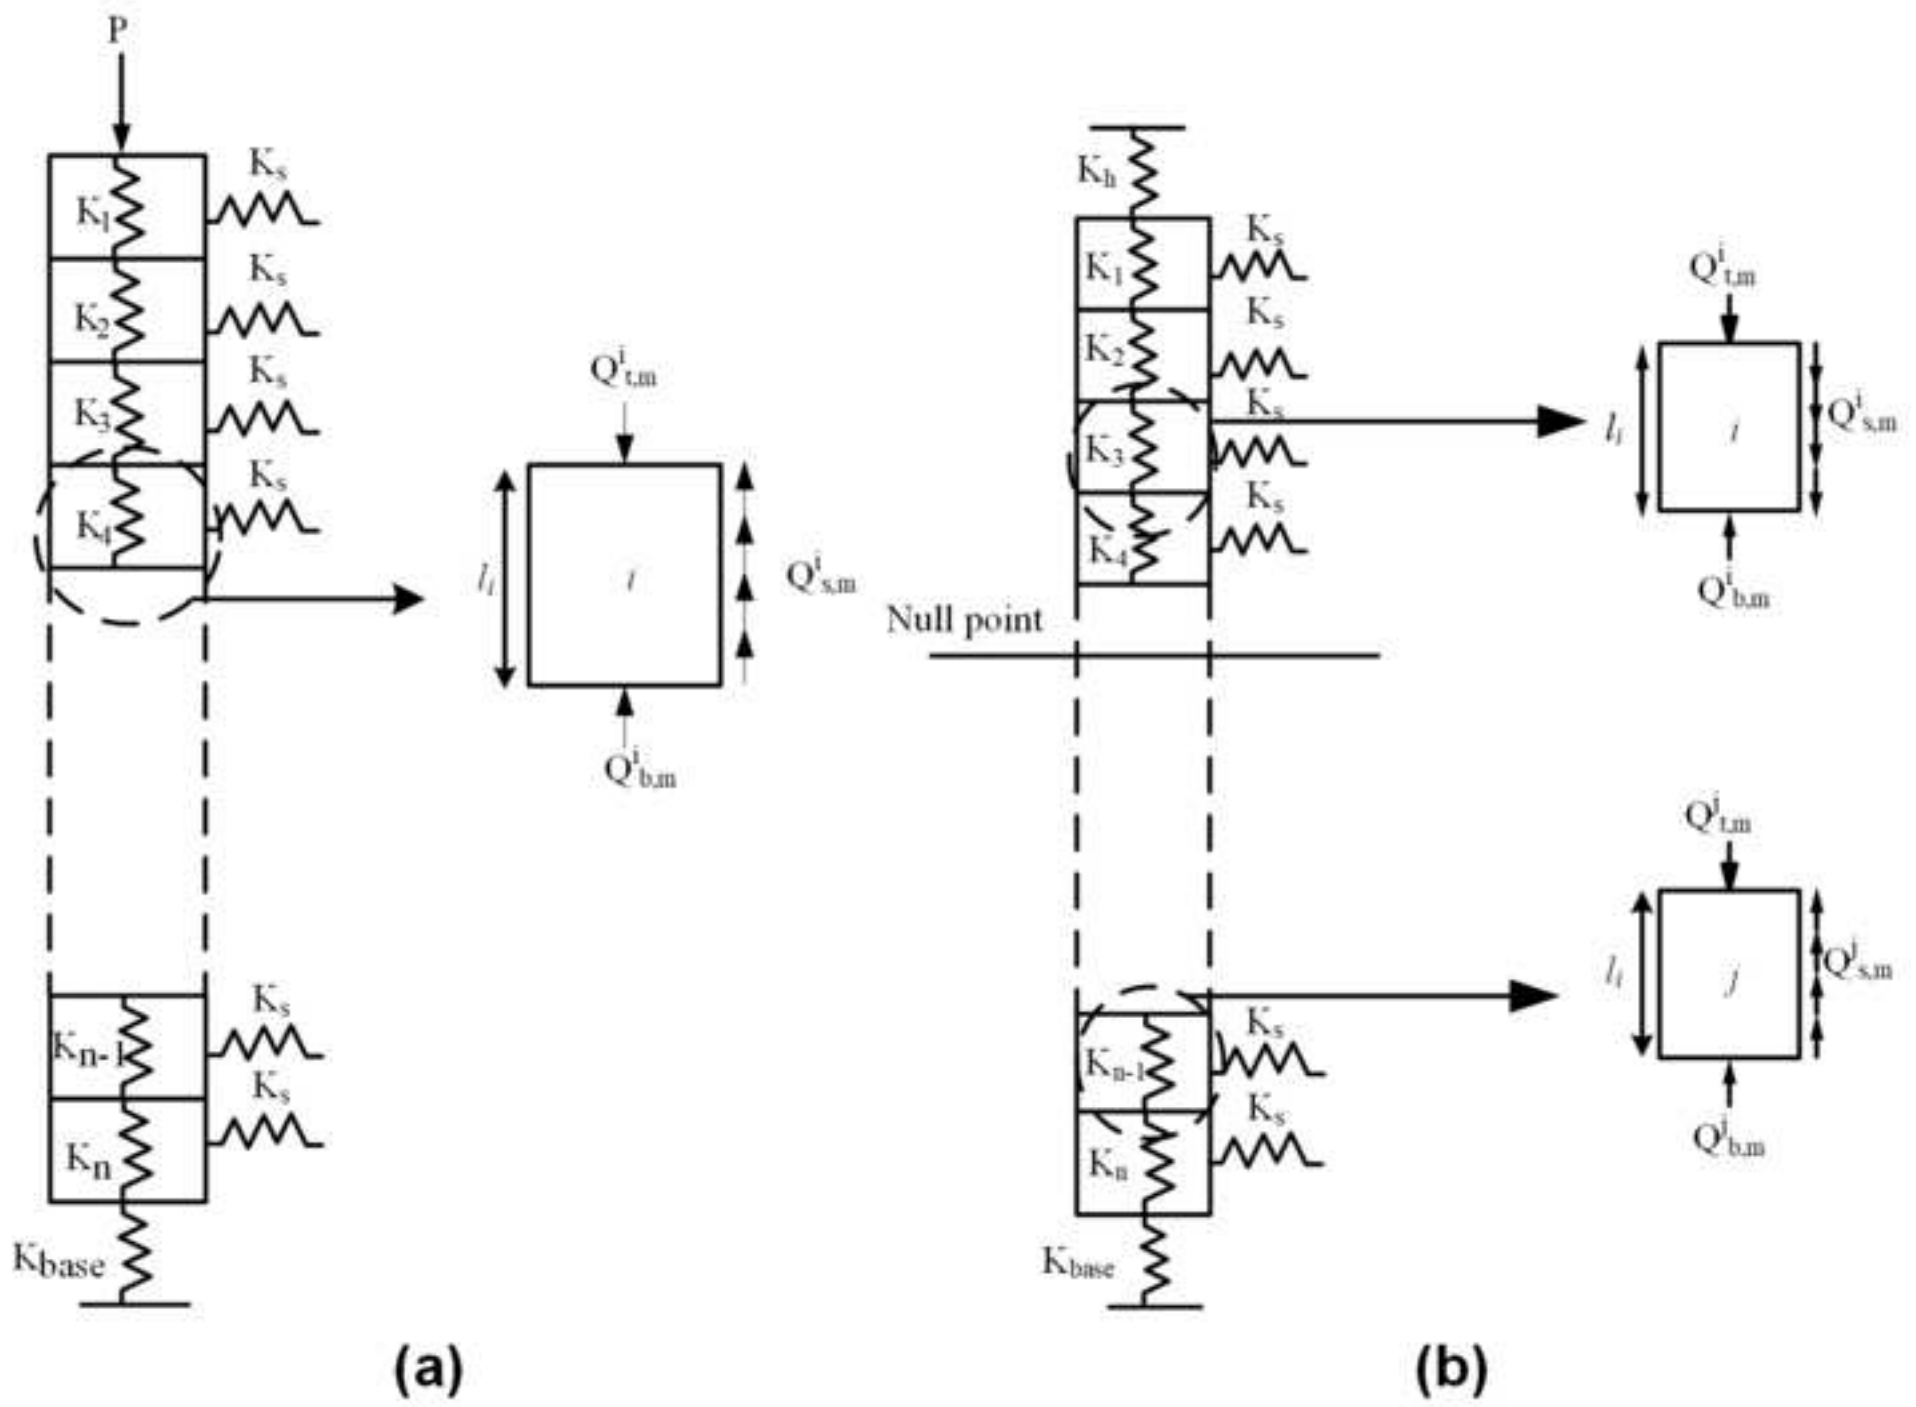 P
Ks
K1
Ks
K2
Ks
K3
Ks
K4
Qit,m
li
i
Qis,m
Qib,m
Ks
Kn-1
Ks
Kn
Kbase
(a)
Kh
Ks
K1
Ks
K2
Ks
K3
Ks
K4
Null point
Qit,m
li
i
Qis,m
Qib,m
Qjt,m
li
j
Qjs,m
Qjb,m
Ks
Kn-1
Ks
Kn
Kbase
(b)